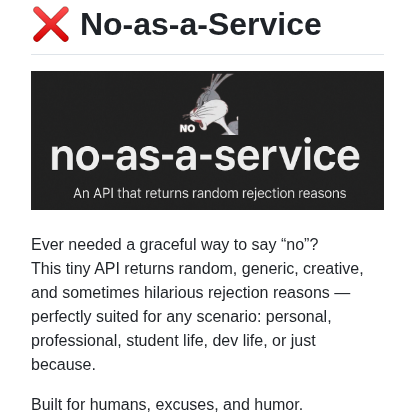 ❌ No-as-a-Service
NO
no-as-a-service
An API that returns random rejection reasons
Ever needed a graceful way to say “no”?
This tiny API returns random, generic, creative,
and sometimes hilarious rejection reasons —
perfectly suited for any scenario: personal,
professional, student life, dev life, or just
because.
Built for humans, excuses, and humor.